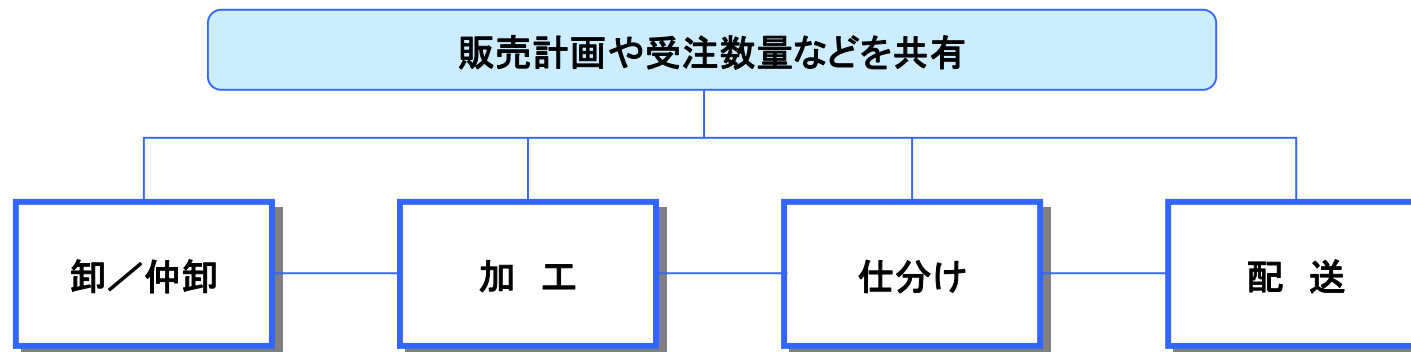 販売計画や受注数量などを共有
卸／仲卸
加　工
仕分け
配　送